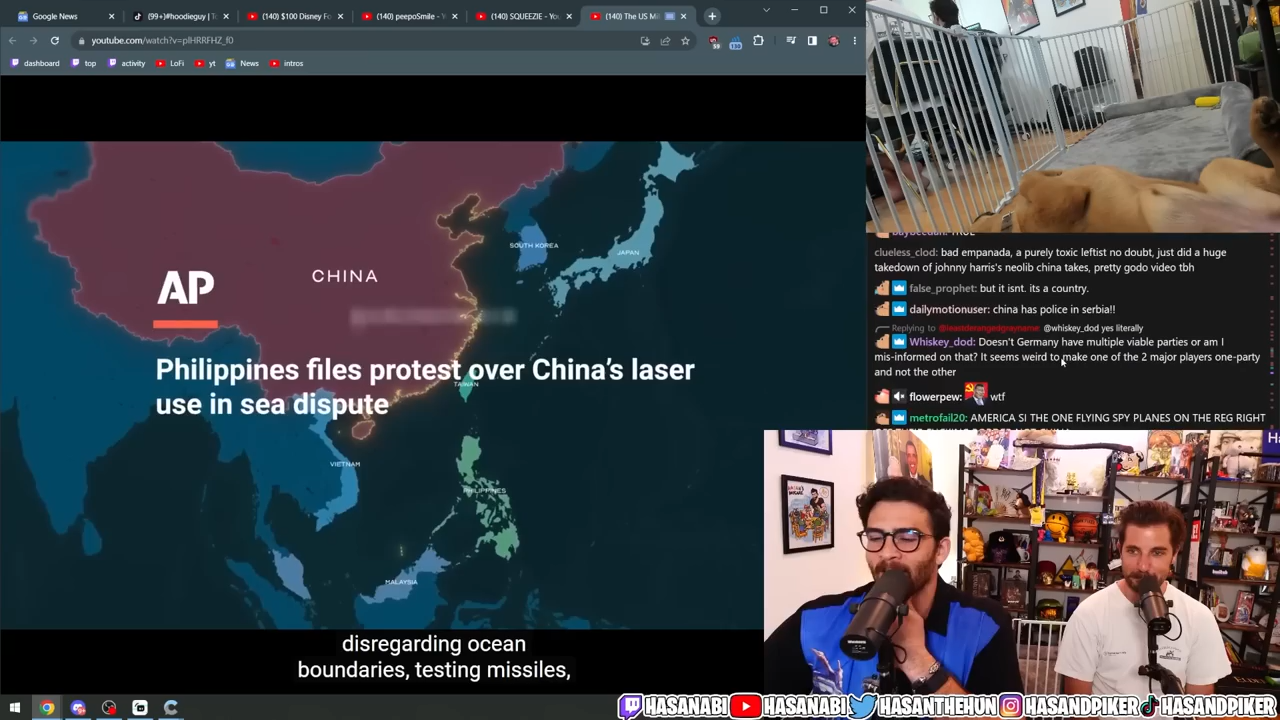 Google News
(99+)#hoodieguy | T
(140) $100 Disney Fo
(140) peepoSmile - Y
(140) SQUEEZIE - Yo
(140) The US Mi
youtube.com/watch?v=plHRRFHZ_f0
59
130
dashboard
top
activity
LoFi
yt
News
intros
CHINA
SOUTH KOREA
JAPAN
TAIWAN
VIETNAM
PHILIPPINES
MALAYSIA
AP
Philippines files protest over China's laser
use in sea dispute
disregarding ocean
boundaries, testing missiles,
clueless_clod: bad empanada, a purely toxic leftist no doubt, just did a huge
takedown of johnny harris's neolib china takes, pretty godo video tbh
false_prophet: but it isnt. its a country.
dailymotionuser: china has police in serbia!!
@whiskey_dod yes literally
Whiskey_dod: Doesn't Germany have multiple viable parties or am I
mis-informed on that? It seems weird to make one of the 2 major players one-party
and not the other
flowerpew: wtf
metrofail20: AMERICA SI THE ONE FLYING SPY PLANES ON THE REG RIGHT
HASANABI HASANABI HASANTHEHUN HASANDPIKER HASANDPIKER